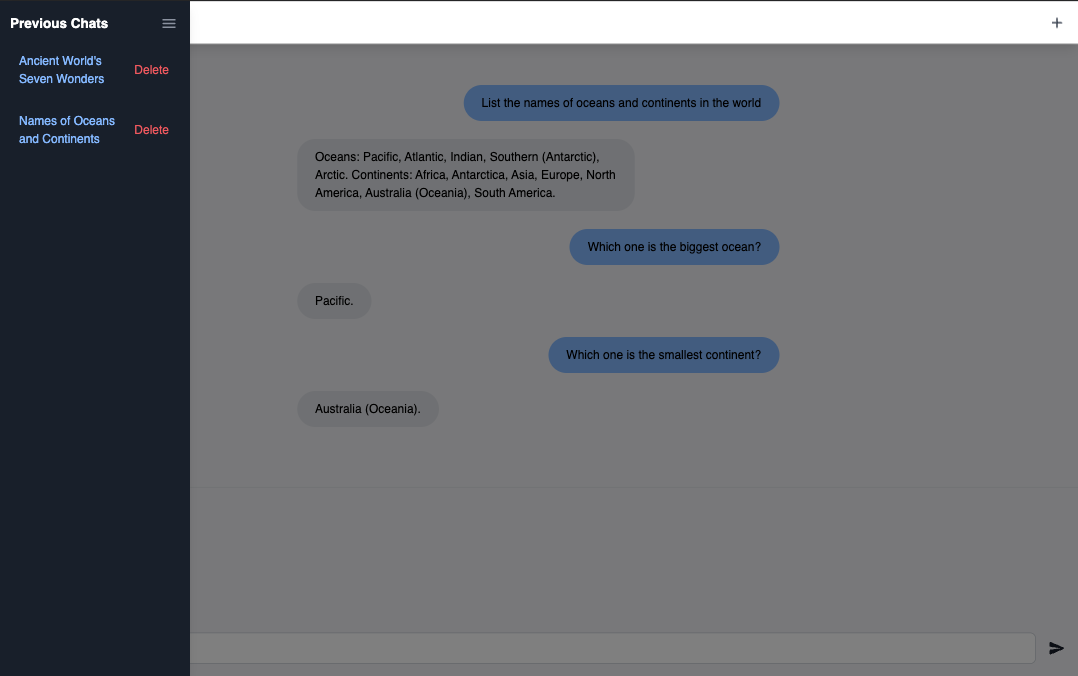 Previous Chats
Ancient World's
Seven Wonders
Delete
Names of Oceans
and Continents
Delete
List the names of oceans and continents in the world
Oceans: Pacific, Atlantic, Indian, Southern (Antarctic),
Arctic. Continents: Africa, Antarctica, Asia, Europe, North
America, Australia (Oceania), South America.
Which one is the biggest ocean?
Pacific.
Which one is the smallest continent?
Australia (Oceania).